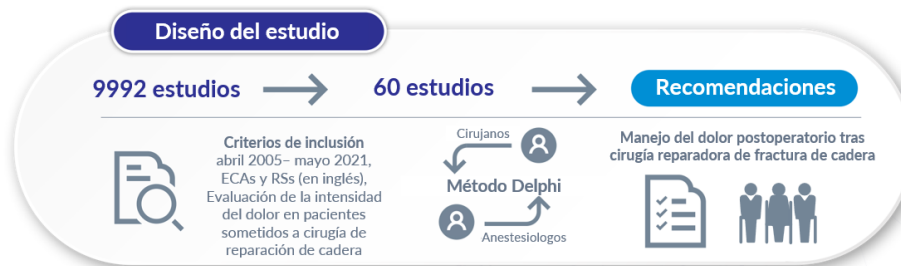 Diseño del estudio
9992 estudios
60 estudios
Recomendaciones
Criterios de inclusión
abril 2005– mayo 2021,
ECAs y RSs (en inglés),
Evaluación de la intensidad
del dolor en pacientes
sometidos a cirugía de
reparación de cadera
Cirujanos
Método Delphi
Anestesiologos
Manejo del dolor postoperatorio tras
cirugía reparadora de fractura de cadera